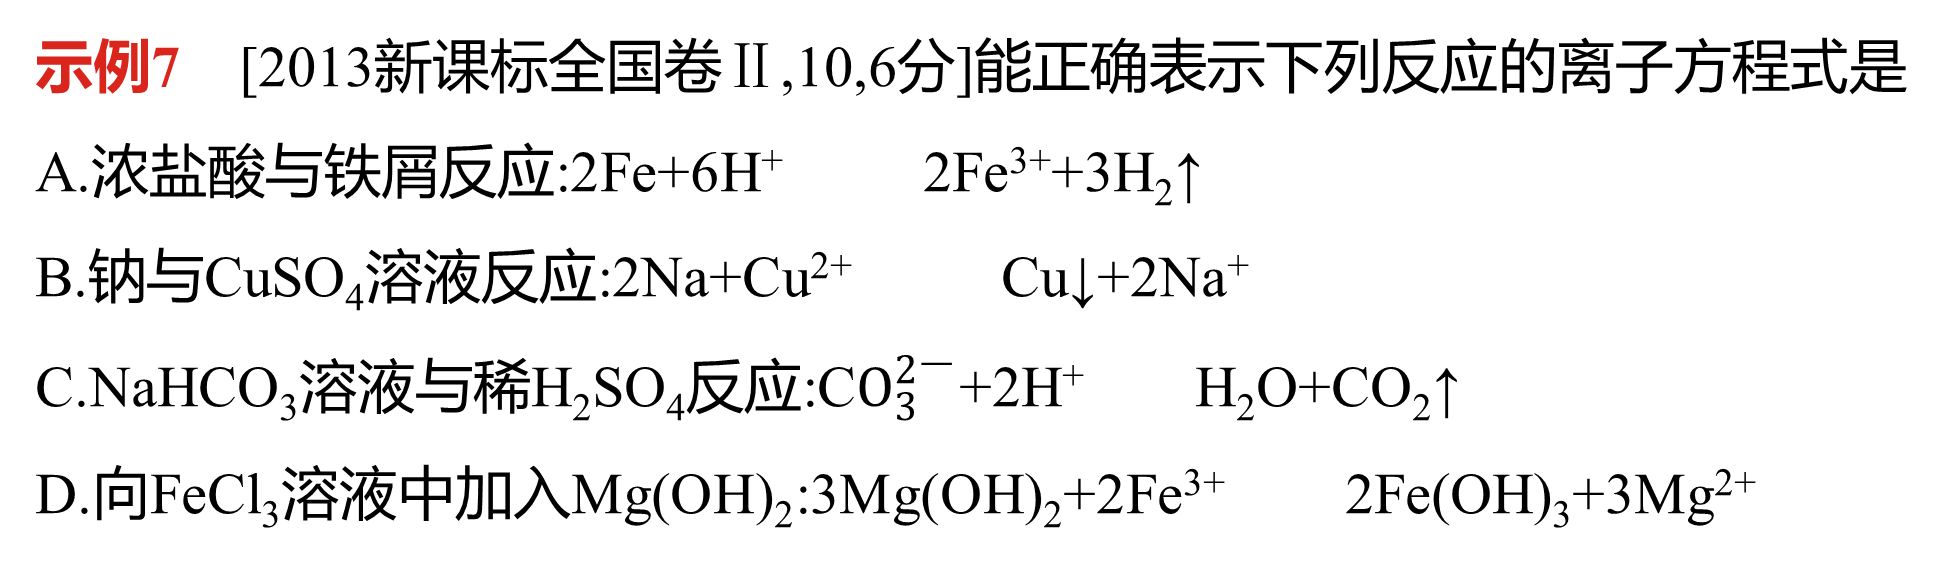 示例7 [2013新课标全国卷Ⅱ,10,6分]能正确表示下列反应的离子方程式是
A.浓盐酸与铁屑反应:2Fe+6H⁺ 2Fe³⁺+3H₂↑
B.钠与CuSO₄溶液反应:2Na+Cu²⁺ Cu↓+2Na⁺
C.NaHCO₃溶液与稀H₂SO₄反应:CO₃²⁻+2H⁺ H₂O+CO₂↑
D.向FeCl₃溶液中加入Mg(OH)₂:3Mg(OH)₂+2Fe³⁺ 2Fe(OH)₃+3Mg²⁺